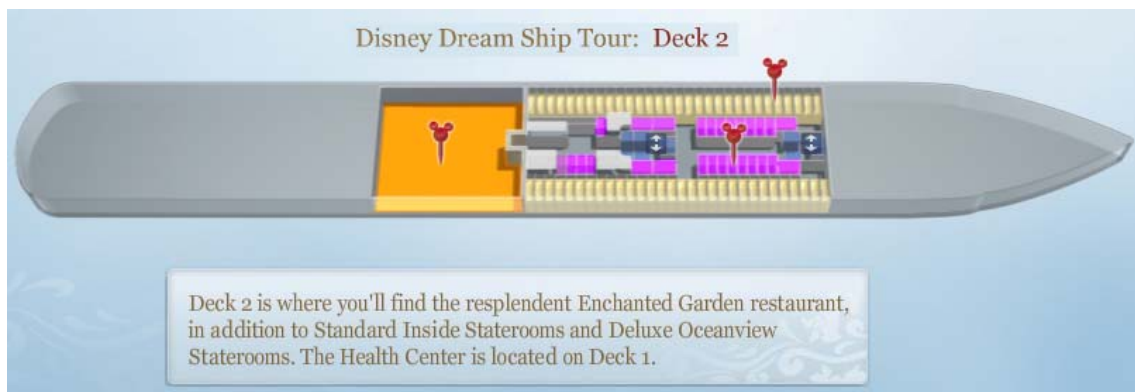 Disney Dream Ship Tour: Deck 2
Deck 2 is where you'll find the resplendent Enchanted Garden restaurant,
in addition to Standard Inside Staterooms and Deluxe Oceanview
Staterooms. The Health Center is located on Deck 1.